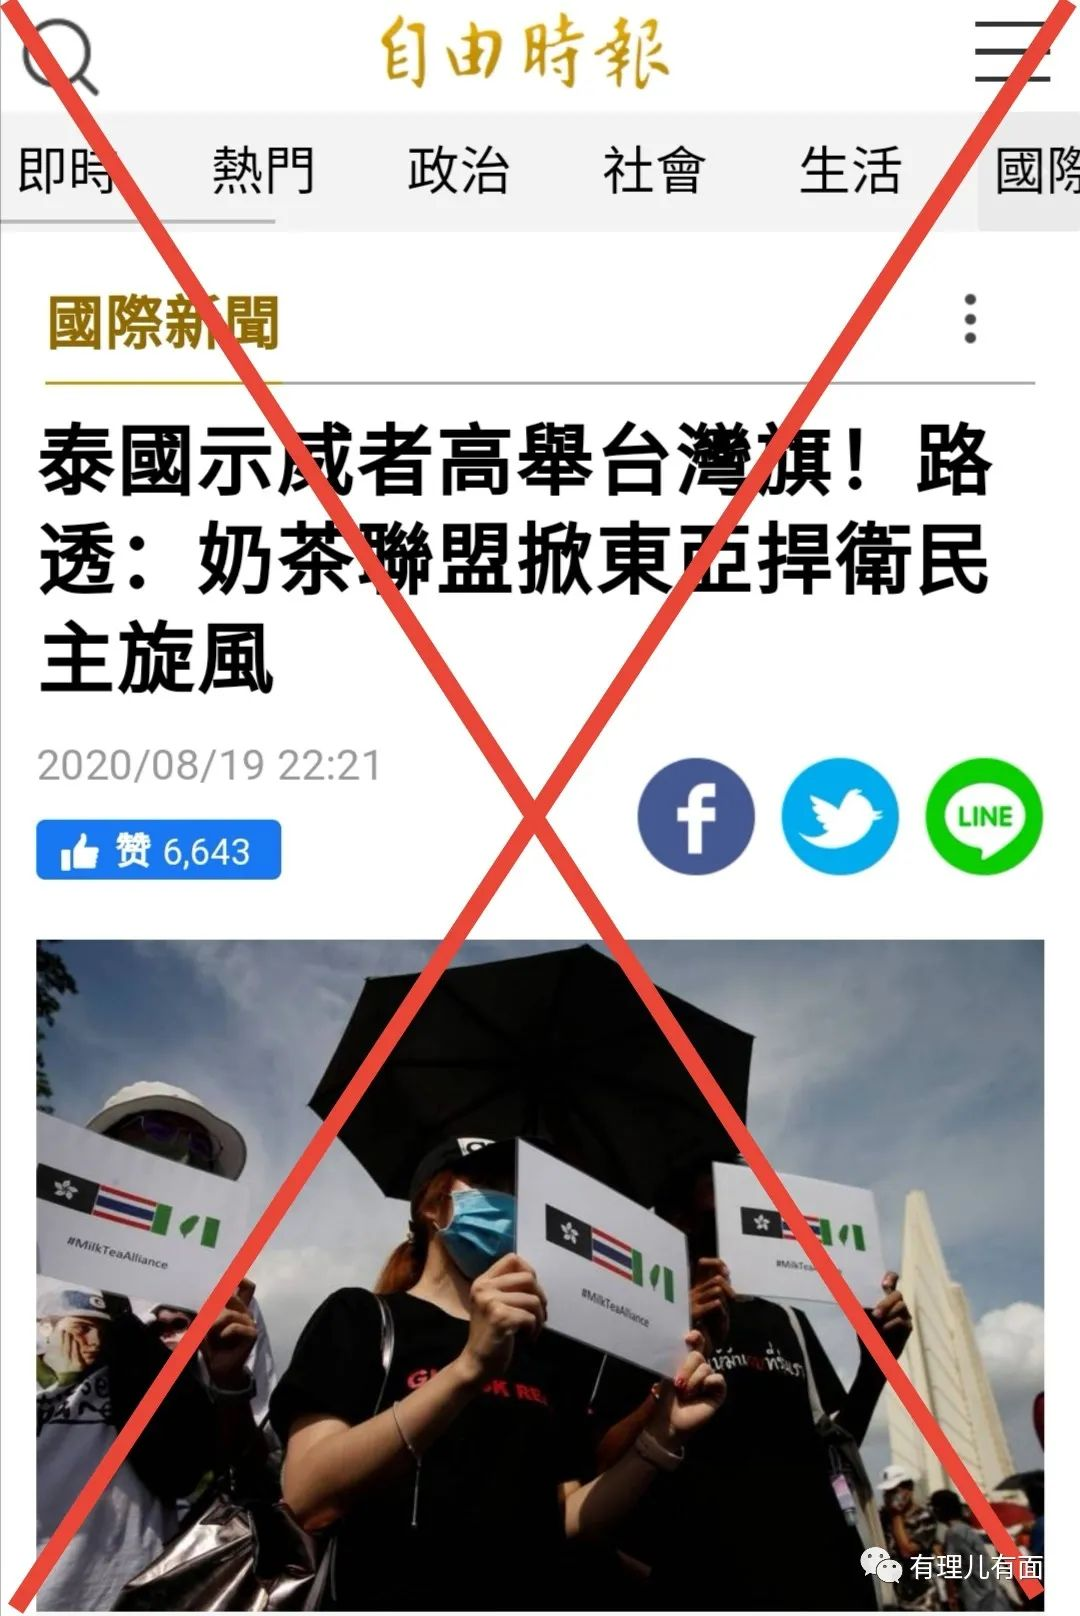 自由時報
即時 熱門 政治 社會 生活 國際
國際新聞
泰國示威者高舉台灣旗！路
透：奶茶聯盟掀東亞捍衛民
主旋風
2020/08/19 22:21
赞 6,643
f
LINE
#MilkTeaAlliance
#MilkTeaAlliance
#MilkTea
有理儿有面